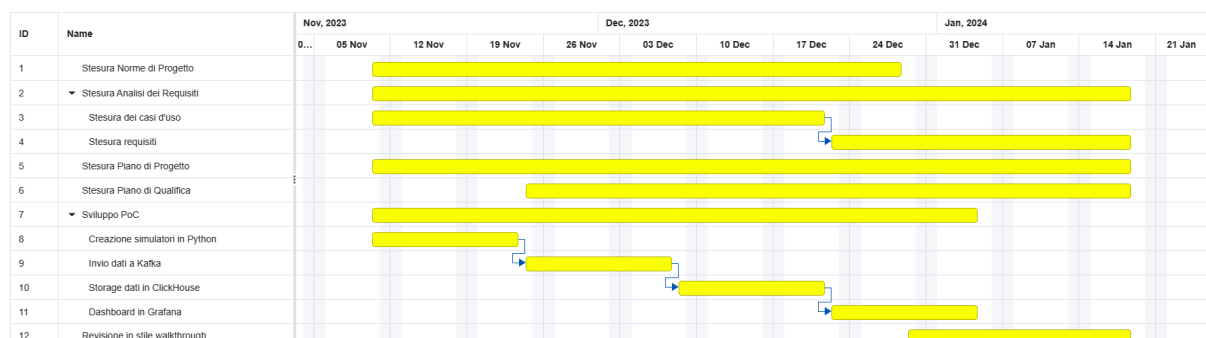 ID Name Nov, 2023 Dec, 2023 Jan, 2024
0... 05 Nov 12 Nov 19 Nov 26 Nov 03 Dec 10 Dec 17 Dec 24 Dec 31 Dec 07 Jan 14 Jan 21 Jan
1 Stesura Norme di Progetto
2 Stesura Analisi dei Requisiti
3 Stesura dei casi d'uso
4 Stesura requisiti
5 Stesura Piano di Progetto
6 Stesura Piano di Qualifica
7 Sviluppo PoC
8 Creazione simulatori in Python
9 Invio dati a Kafka
10 Storage dati in ClickHouse
11 Dashboard in Grafana
12 Revisione in stile walkthrough